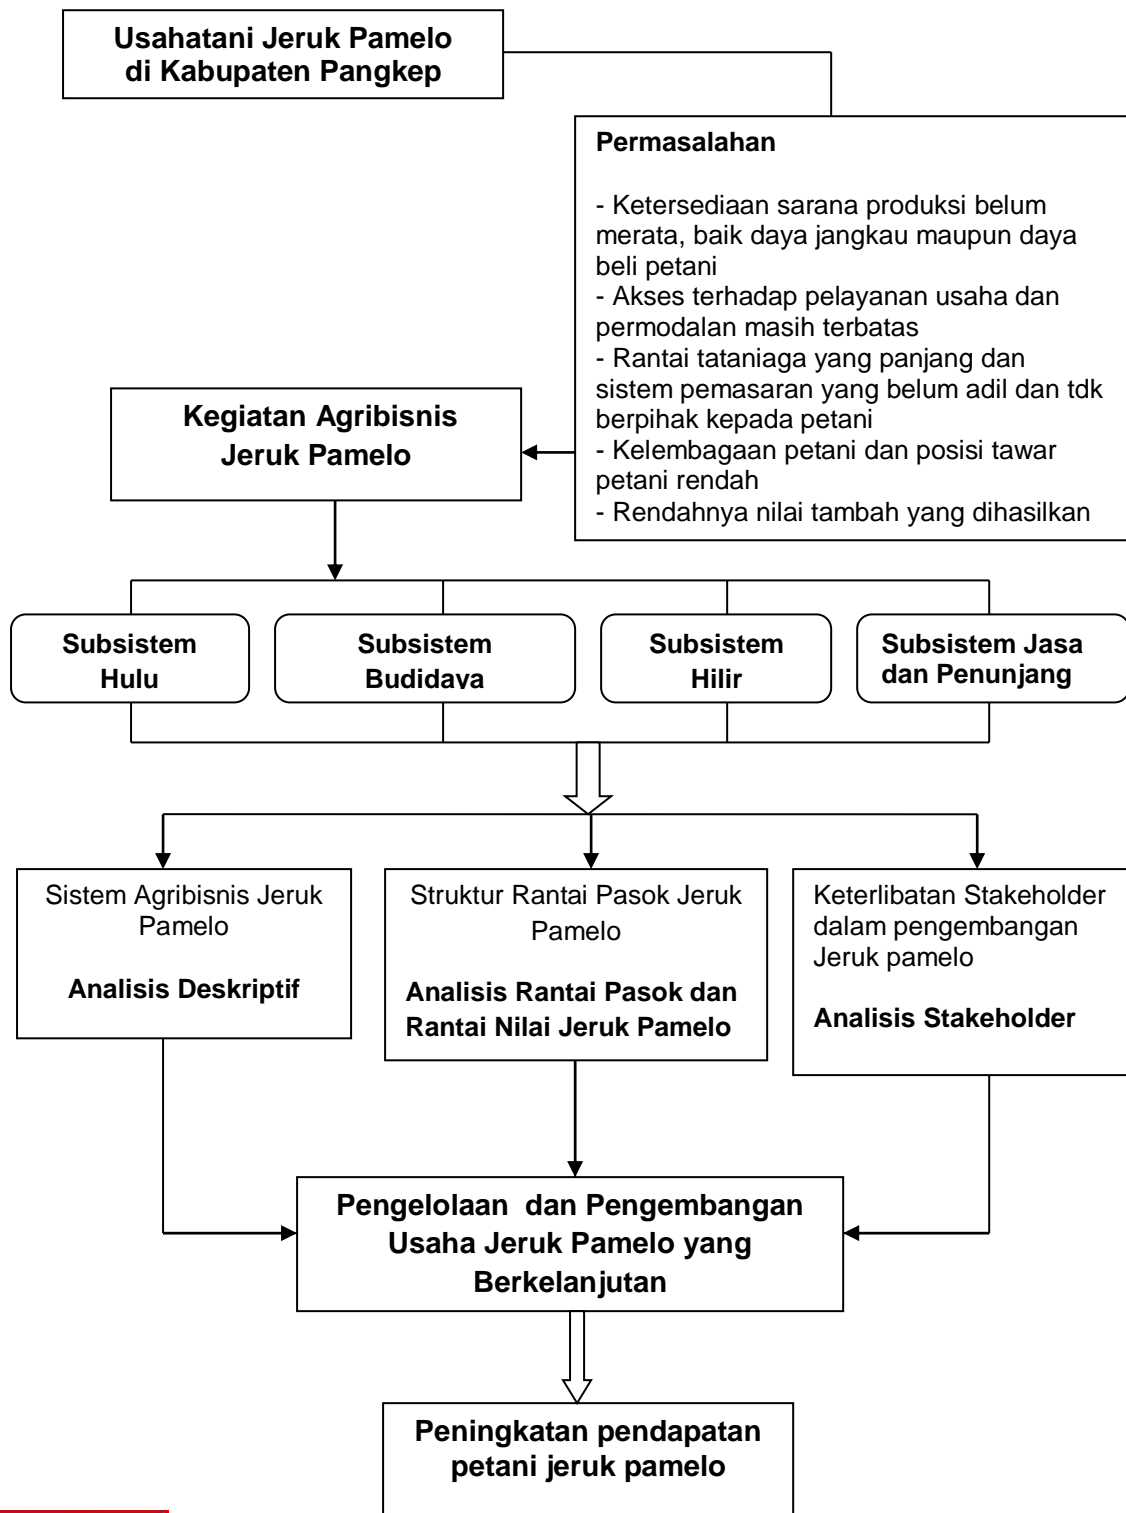 Usahatani Jeruk Pamelo
di Kabupaten Pangkep
Permasalahan
- Ketersediaan sarana produksi belum
merata, baik daya jangkau maupun daya
beli petani
- Akses terhadap pelayanan usaha dan
permodalan masih terbatas
- Rantai tataniaga yang panjang dan
sistem pemasaran yang belum adil dan tdk
berpihak kepada petani
- Kelembagaan petani dan posisi tawar
petani rendah
- Rendahnya nilai tambah yang dihasilkan
Kegiatan Agribisnis
Jeruk Pamelo
Subsistem
Hulu
Subsistem
Budidaya
Subsistem
Hilir
Subsistem Jasa
dan Penunjang
Sistem Agribisnis Jeruk
Pamelo
Analisis Deskriptif
Struktur Rantai Pasok Jeruk
Pamelo
Analisis Rantai Pasok dan
Rantai Nilai Jeruk Pamelo
Keterlibatan Stakeholder
dalam pengembangan
Jeruk pamelo
Analisis Stakeholder
Pengelolaan dan Pengembangan
Usaha Jeruk Pamelo yang
Berkelanjutan
Peningkatan pendapatan
petani jeruk pamelo